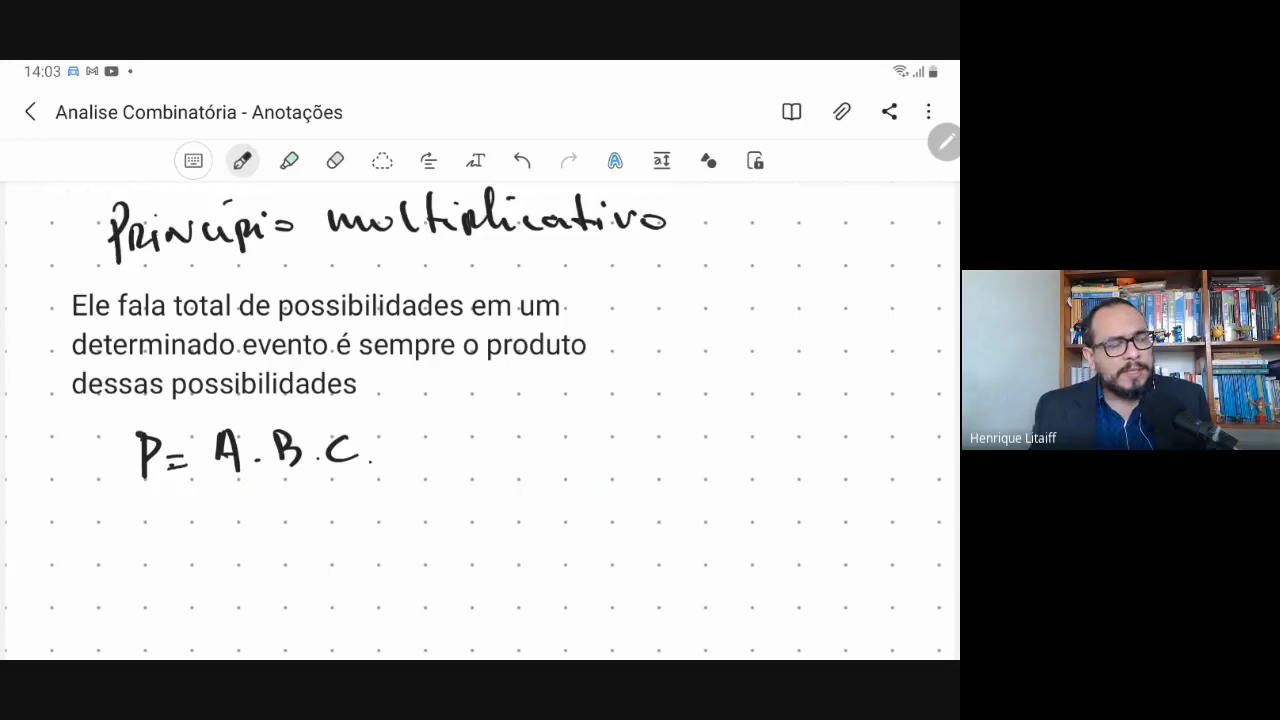 14:03
Analise Combinatória - Anotações
Princípio multiplicativo
Ele fala total de possibilidades em um
determinado evento é sempre o produto
dessas possibilidades
P= A . B . C .
Henrique Litaiff